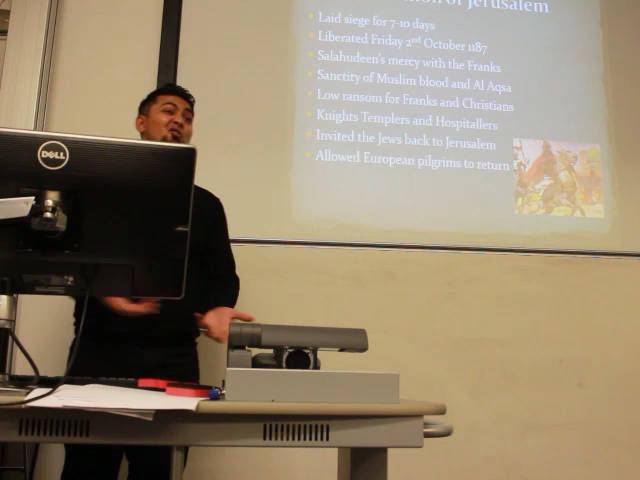 of Jerusalem
Laid siege for 7-10 days
Liberated Friday 2nd October 1187
Salahudeen's mercy with the Franks
Sanctity of Muslim blood and Al Aqsa
Low ransom for Franks and Christians
Knights Templers and Hospitallers
Invited the Jews back to Jerusalem
Allowed European pilgrims to return
DELL